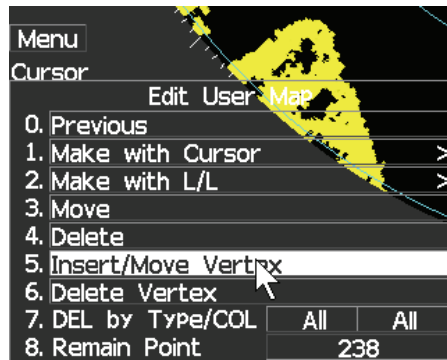 Menu
Cursor
Edit User Map
0. Previous
1. Make with Cursor >
2. Make with L/L >
3. Move
4. Delete
5. Insert/Move Vertex
6. Delete Vertex
7. DEL by Type/COL All All
8. Remain Point 238